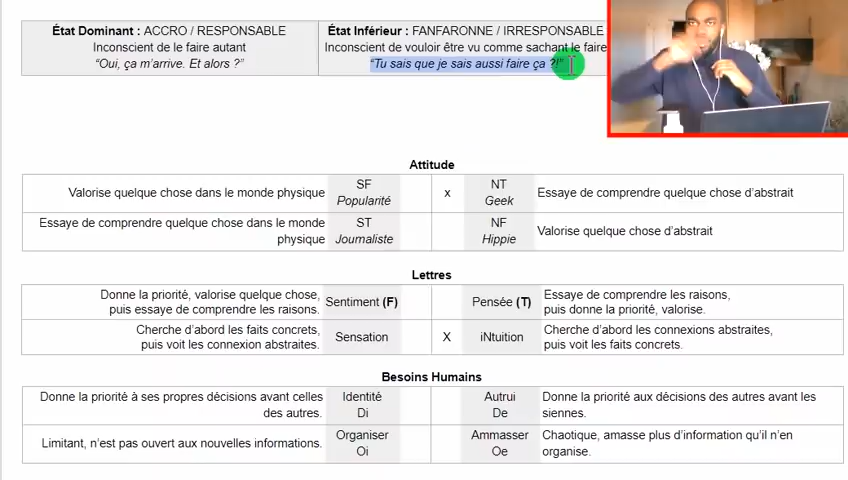 État Dominant : ACCRO / RESPONSABLE
Inconscient de le faire autant
“Oui, ça m’arrive. Et alors ?”
État Inférieur : FANFARONNE / IRRESPONSABLE
Inconscient de vouloir être vu comme sachant le faire
“Tu sais que je sais aussi faire ça ?!”
Attitude
Valorise quelque chose dans le monde physique
SF
Popularité
x
NT
Geek
Essaye de comprendre quelque chose d’abstrait
Essaye de comprendre quelque chose dans le monde
physique
ST
Journaliste
NF
Hippie
Valorise quelque chose d’abstrait
Lettres
Donne la priorité, valorise quelque chose,
puis essaye de comprendre les raisons.
Sentiment (F)
Pensée (T)
Essaye de comprendre les raisons,
puis donne la priorité, valorise.
Cherche d’abord les faits concrets,
puis voit les connexion abstraites.
Sensation
X
iNtuition
Cherche d’abord les connexions abstraites,
puis voit les faits concrets.
Besoins Humains
Donne la priorité à ses propres décisions avant celles
des autres.
Identité
Di
Autrui
De
Donne la priorité aux décisions des autres avant les
siennes.
Limitant, n’est pas ouvert aux nouvelles informations.
Organiser
Oi
Ammasser
Oe
Chaotique, amasse plus d’information qu’il n’en
organise.